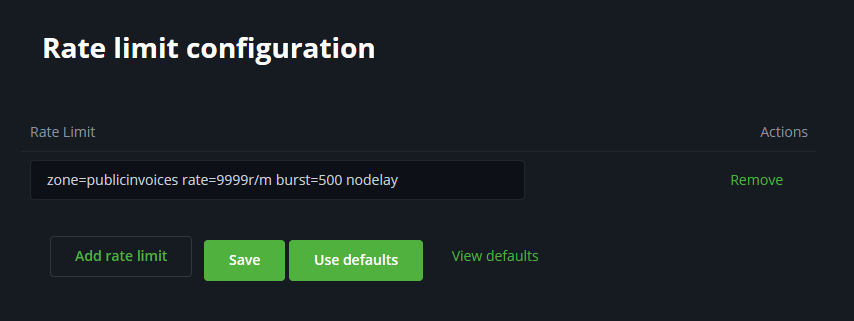 Rate limit configuration
Rate Limit Actions
zone=publicinvoices rate=9999r/m burst=500 nodelay Remove
Add rate limit Save Use defaults View defaults